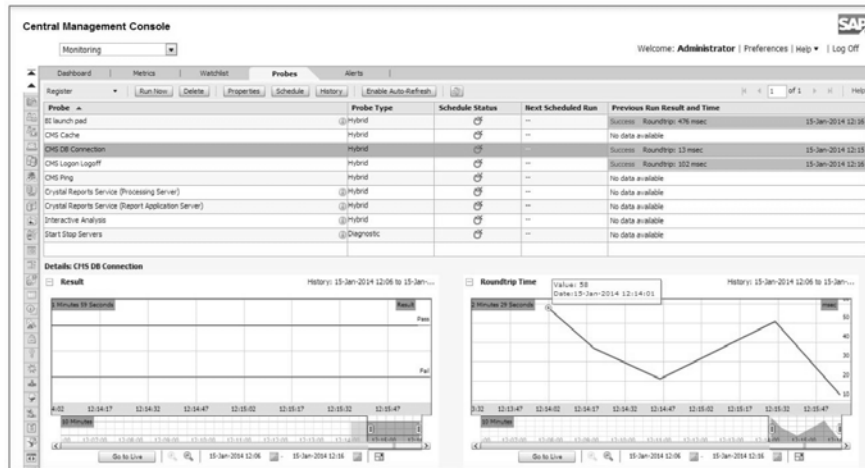 Central Management Console
SAP
Monitoring
Welcome: Administrator | Preferences | Help | Log Off
Dashboard | Metrics | Watchlist Probes Alerts
Register Run Now Delete Properties Schedule History Enable Auto-Refresh 1 of 1 Help
Probe Probe Type Schedule Status Next Scheduled Run Previous Run Result and Time
BI launch pad Hybrid -- Success Roundtrip: 476 msec 15-Jan-2014 12:16
CMS Cache Hybrid -- No data available
CMS DB Connection Hybrid -- Success Roundtrip: 13 msec 15-Jan-2014 12:15
CMS Logon Logoff Hybrid -- Success Roundtrip: 102 msec 15-Jan-2014 12:16
CMS Ping Hybrid -- No data available
Crystal Reports Service (Processing Server) Hybrid -- No data available
Crystal Reports Service (Report Application Server) Hybrid -- No data available
Interactive Analysis Hybrid -- No data available
Start Stop Servers Diagnostic -- No data available
Details: CMS DB Connection
Result History: 15-Jan-2014 12:06 to 15-Jan-...
2 Minutes Seconds Result
Pass
Fail
4:02 12:14:17 12:14:32 12:14:47 12:15:02 12:15:17 12:15:32 12:15:47
10 Minutes
Go to Live 15-Jan-2014 12:06 - 15-Jan-2014 12:16
Roundtrip Time History: 15-Jan-2014 12:06 to 15-Jan-...
Value: 58
Date:15-Jan-2014 12:14:01
2 Minutes 29 Seconds msec
50
40
30
20
10
3:32 12:13:47 12:14:02 12:14:17 12:14:32 12:14:47 12:15:02 12:15:17 12:15:32 12:15:47
10 Minutes
Go to Live 15-Jan-2014 12:06 - 15-Jan-2014 12:16